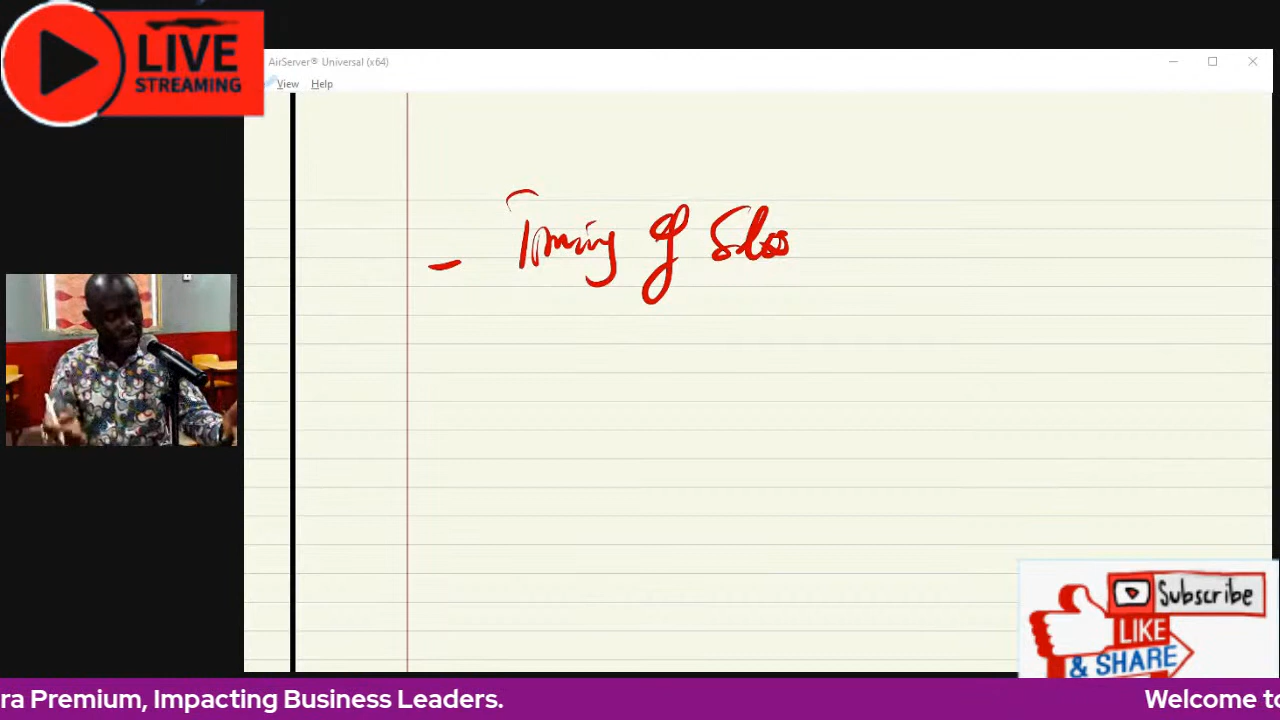 LIVE
STREAMING
AirServer® Universal (x64)
View Help
- Timing of
Subscribe
LIKE
& SHARE
ra Premium, Impacting Business Leaders.
Welcome to